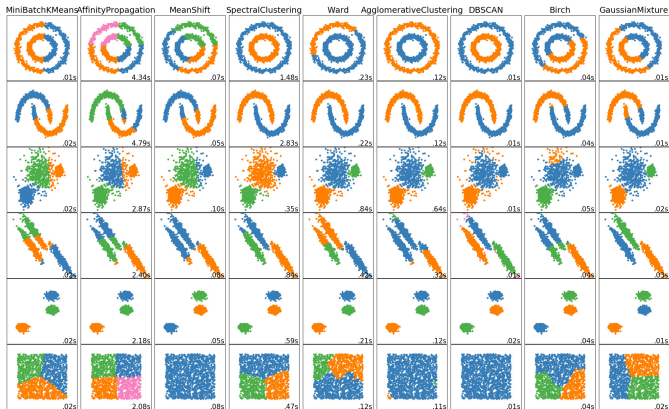 MiniBatchKMeans AffinityPropagation MeanShift SpectralClustering Ward AgglomerativeClustering DBSCAN Birch GaussianMixture
.01s 4.34s .07s 1.48s .23s .12s .01s .04s .01s
.02s 4.79s .05s 2.83s .22s .12s .01s .04s .01s
.02s 2.87s .10s .35s .84s .64s .01s .05s .02s
.02s 2.40s .08s .42s .32s .01s .04s .03s
.02s 2.18s .05s .59s .21s .12s .02s .04s .01s
.02s 2.08s .08s .47s .12s .11s .01s .04s .02s